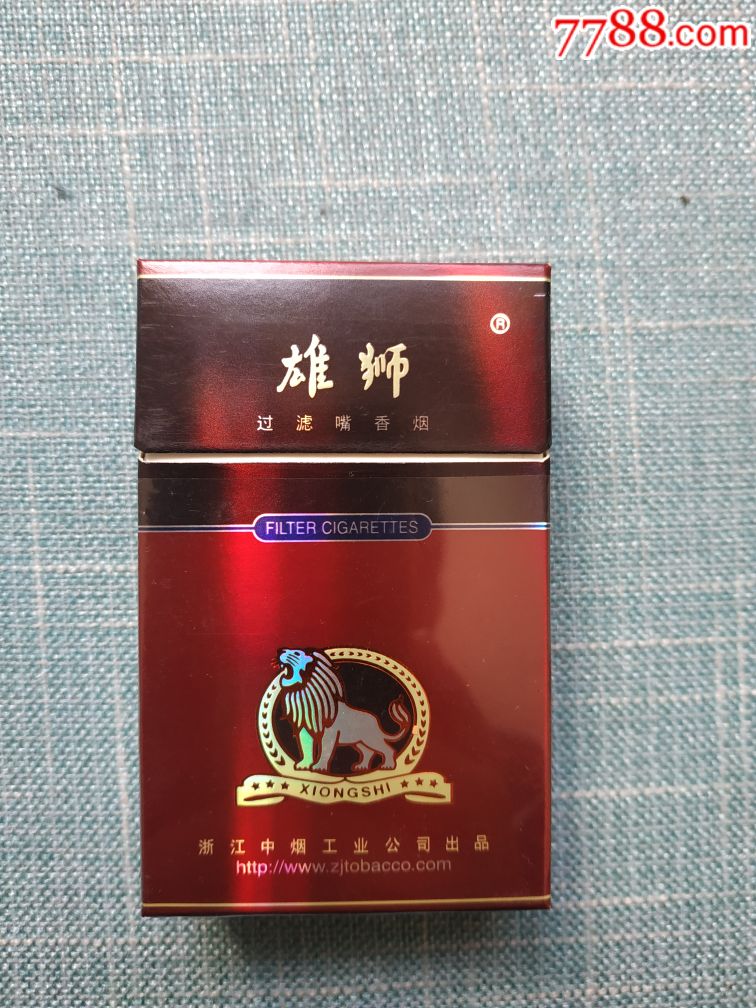 7788.com
雄狮
®
过滤嘴香烟
FILTER CIGARETTES
★★★ XIONGSHI ★★★
浙江中烟工业公司出品
http://www.zjtobacco.com